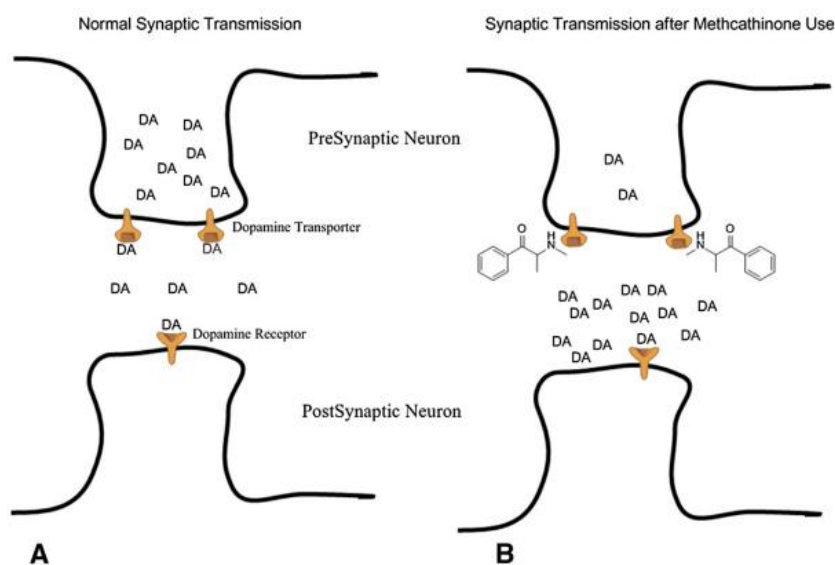 Normal Synaptic Transmission
DA
DA
DA
DA
DA
DA
DA
DA
Dopamine Transporter
DA DA
DA DA DA
DA
Dopamine Receptor
A
PreSynaptic Neuron
PostSynaptic Neuron
Synaptic Transmission after Methcathinone Use
DA
DA
O
H
N
H
N
O
DA DA DA
DA DA
DA DA DA
DA DA DA DA
DA
B